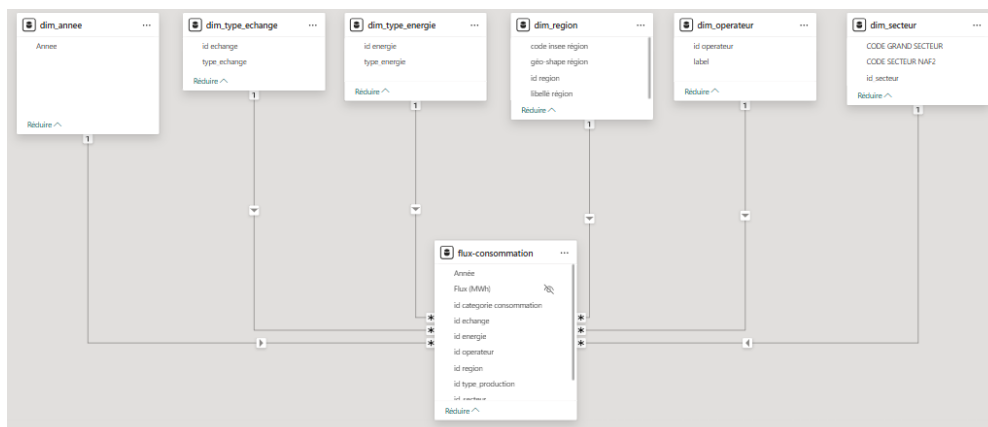 dim_annee
Annee
Réduire
1
dim_type_echange
id echange
type_echange
Réduire
1
dim_type_energie
id energie
type_energie
Réduire
1
dim_region
code insee région
géo-shape région
id region
libellé région
Réduire
1
dim_operateur
id operateur
label
Réduire
1
dim_secteur
CODE GRAND SECTEUR
CODE SECTEUR NAF2
id_secteur
Réduire
1
flux-consommation
Année
Flux (MWh)
id categorie consommation
id echange
id energie
id operateur
id region
id type_production
id_secteur
Réduire